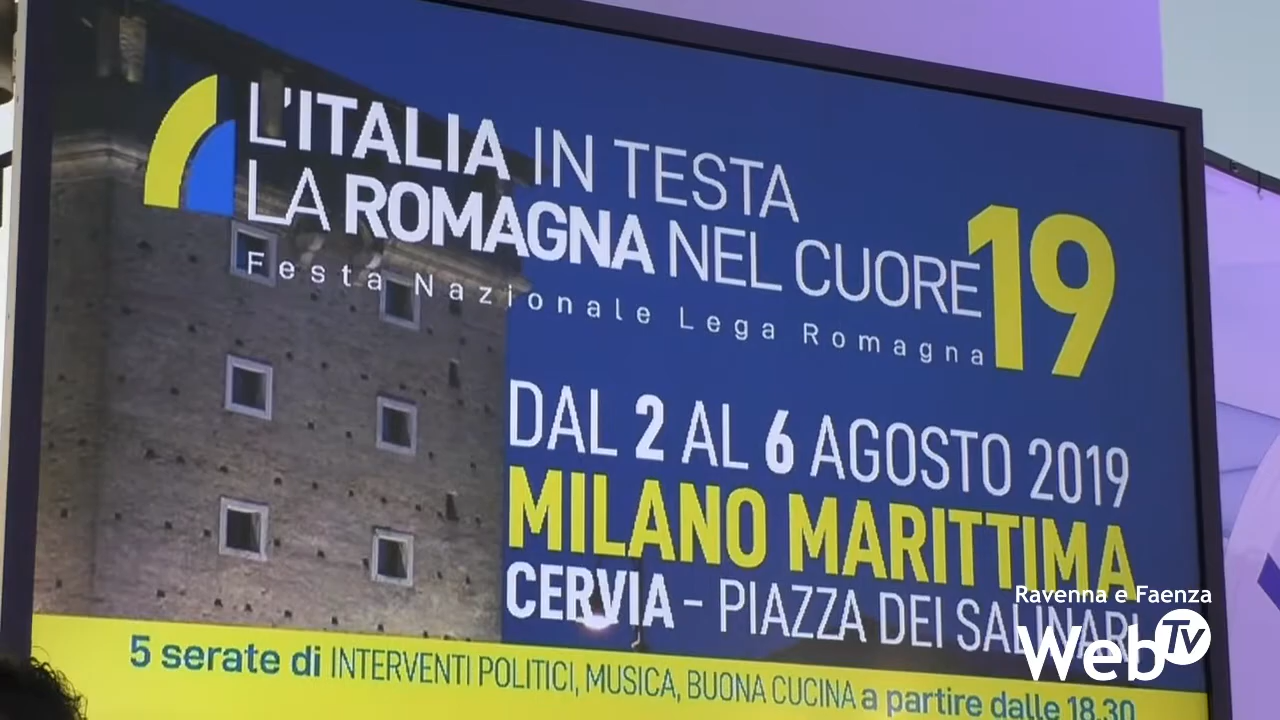 L'ITALIA IN TESTA
LA ROMAGNA NEL CUORE
19
Festa Nazionale Lega Romagna
DAL 2 AL 6 AGOSTO 2019
MILANO MARITTIMA
CERVIA - PIAZZA DEI SALINARI
5 serate di INTERVENTI POLITICI, MUSICA, BUONA CUCINA a partire dalle 18.30
Ravenna e Faenza
WebTv